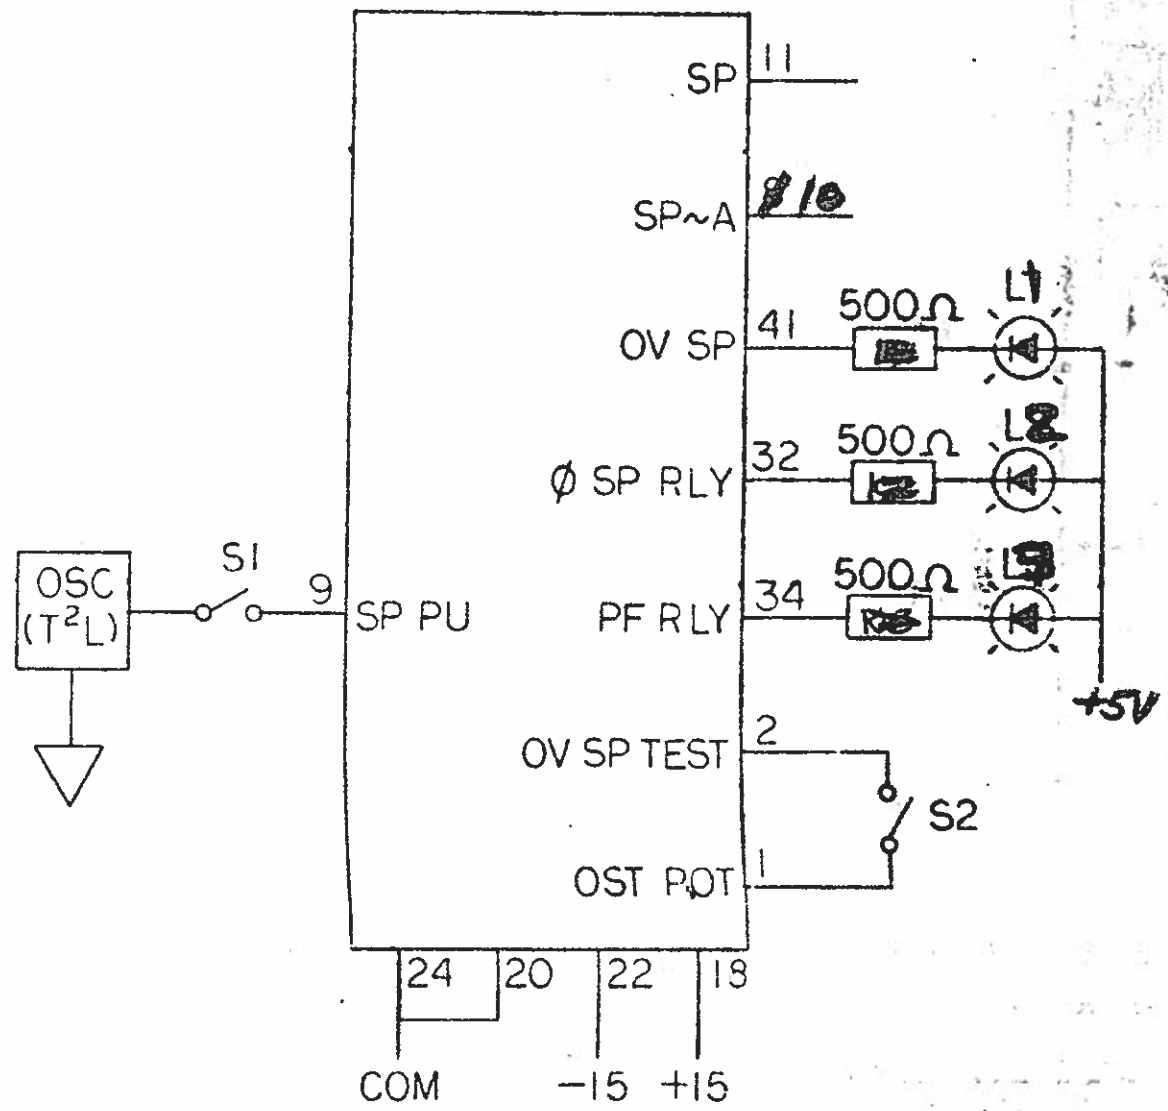 SP 11
SP~A 10
OV SP 41 500Ω L1
Ø SP RLY 32 500Ω L2
OSC
(T²L)
S1
9 SP PU
PF RLY 34 500Ω
+5V
OV SP TEST 2
S2
OST POT 1
24 20 22 18
COM -15 +15